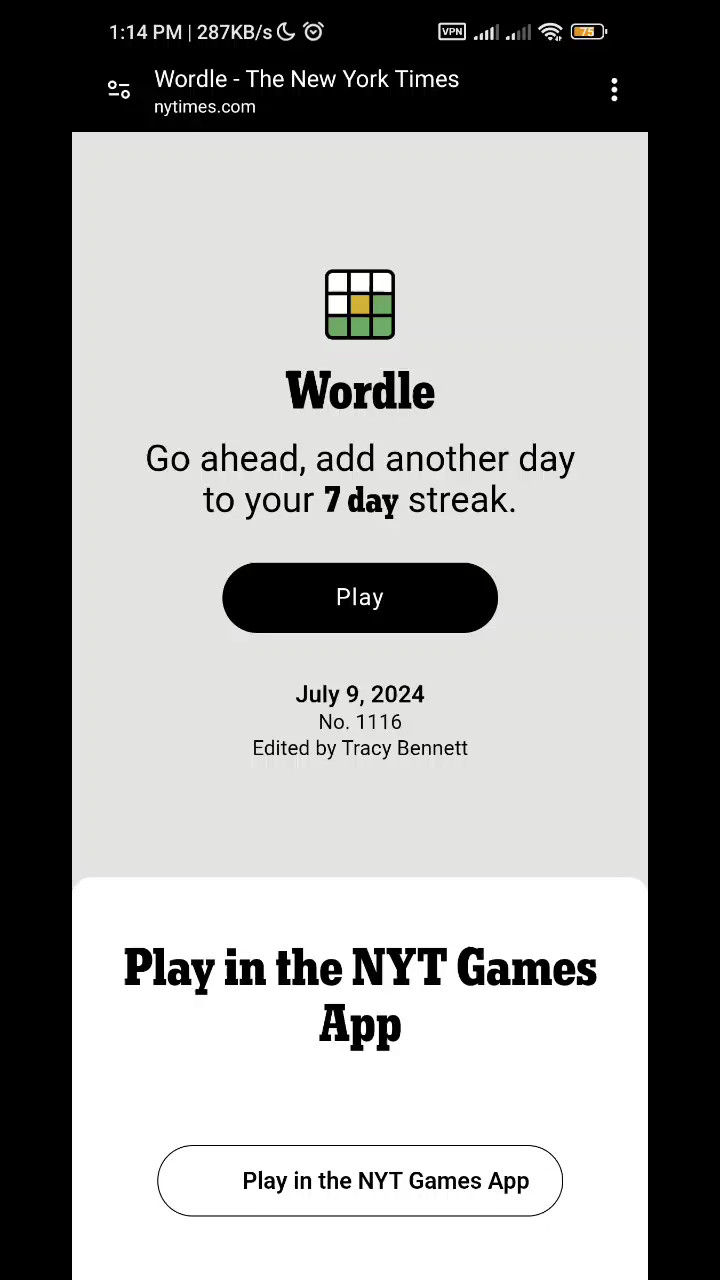 1:14 PM | 287KB/s
VPN
75
Wordle - The New York Times
nytimes.com
Wordle
Go ahead, add another day
to your 7 day streak.
Play
July 9, 2024
No. 1116
Edited by Tracy Bennett
Play in the NYT Games
App
Play in the NYT Games App